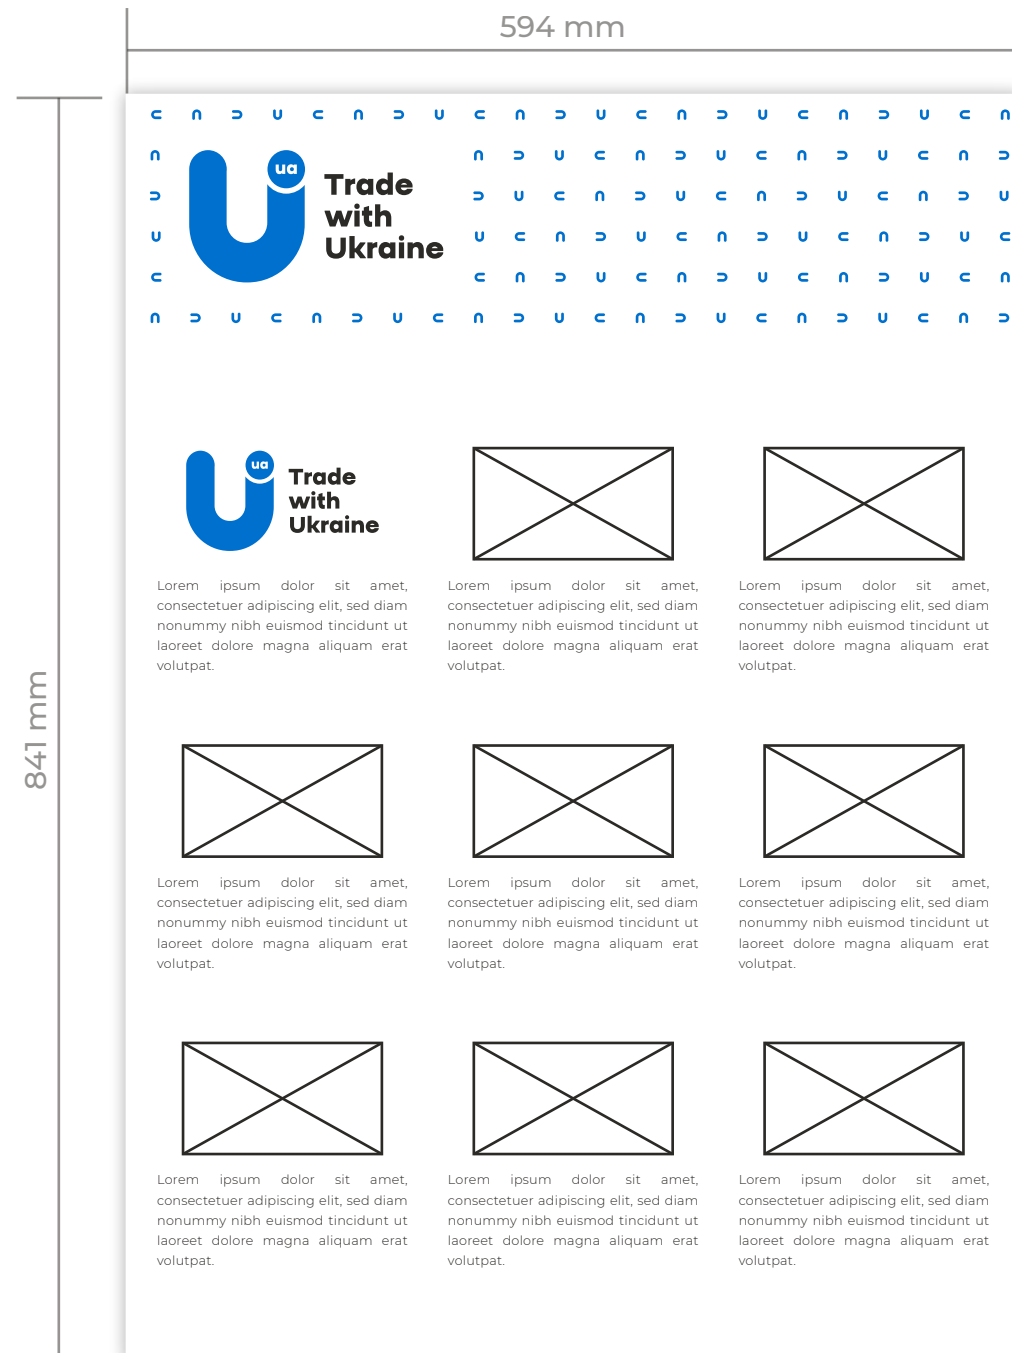 594 mm
841 mm
ua
Trade
with
Ukraine
ua
Trade
with
Ukraine
Lorem ipsum dolor sit amet,
consectetuer adipiscing elit, sed diam
nonummy nibh euismod tincidunt ut
laoreet dolore magna aliquam erat
volutpat.
Lorem ipsum dolor sit amet,
consectetuer adipiscing elit, sed diam
nonummy nibh euismod tincidunt ut
laoreet dolore magna aliquam erat
volutpat.
Lorem ipsum dolor sit amet,
consectetuer adipiscing elit, sed diam
nonummy nibh euismod tincidunt ut
laoreet dolore magna aliquam erat
volutpat.
Lorem ipsum dolor sit amet,
consectetuer adipiscing elit, sed diam
nonummy nibh euismod tincidunt ut
laoreet dolore magna aliquam erat
volutpat.
Lorem ipsum dolor sit amet,
consectetuer adipiscing elit, sed diam
nonummy nibh euismod tincidunt ut
laoreet dolore magna aliquam erat
volutpat.
Lorem ipsum dolor sit amet,
consectetuer adipiscing elit, sed diam
nonummy nibh euismod tincidunt ut
laoreet dolore magna aliquam erat
volutpat.
Lorem ipsum dolor sit amet,
consectetuer adipiscing elit, sed diam
nonummy nibh euismod tincidunt ut
laoreet dolore magna aliquam erat
volutpat.
Lorem ipsum dolor sit amet,
consectetuer adipiscing elit, sed diam
nonummy nibh euismod tincidunt ut
laoreet dolore magna aliquam erat
volutpat.
Lorem ipsum dolor sit amet,
consectetuer adipiscing elit, sed diam
nonummy nibh euismod tincidunt ut
laoreet dolore magna aliquam erat
volutpat.